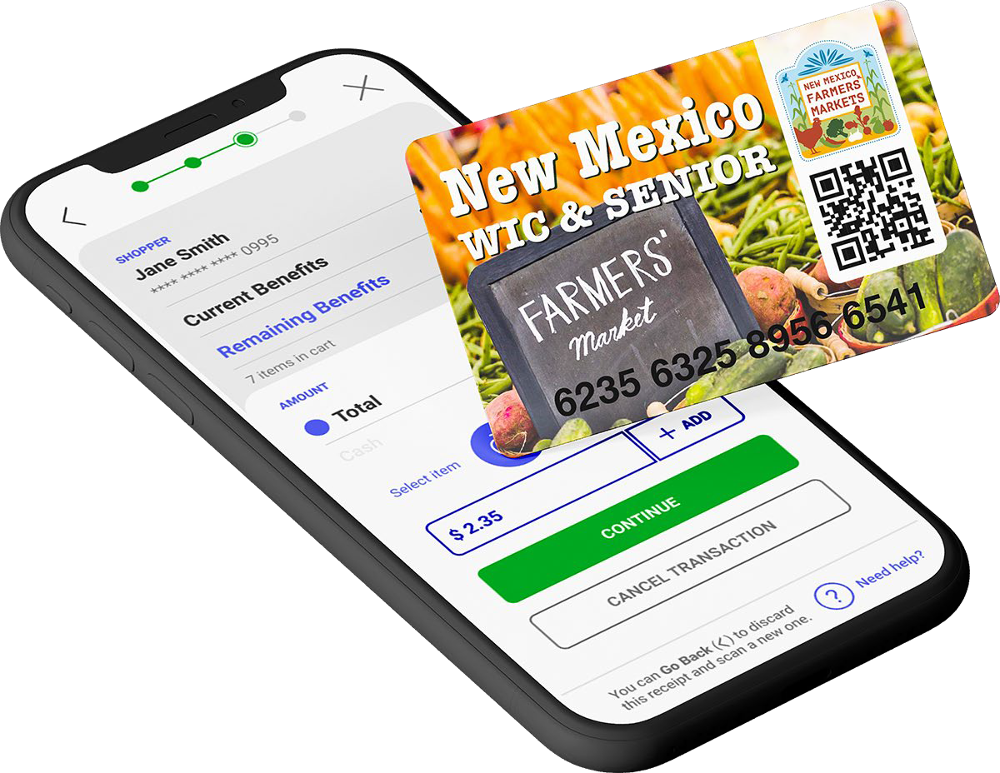 SHOPPER
Jane Smith
**** **** **** 0995
Current Benefits
Remaining Benefits
7 items in cart
AMOUNT
Total
Cash
Select item
$ 2.35
+ ADD
CONTINUE
CANCEL TRANSACTION
? Need help?
You can Go Back (<) to discard
this receipt and scan a new one.
New Mexico
WIC & SENIOR
FARMERS'
Market
6235 6325 8956 6541
NEW MEXICO
FARMERS
MARKETS